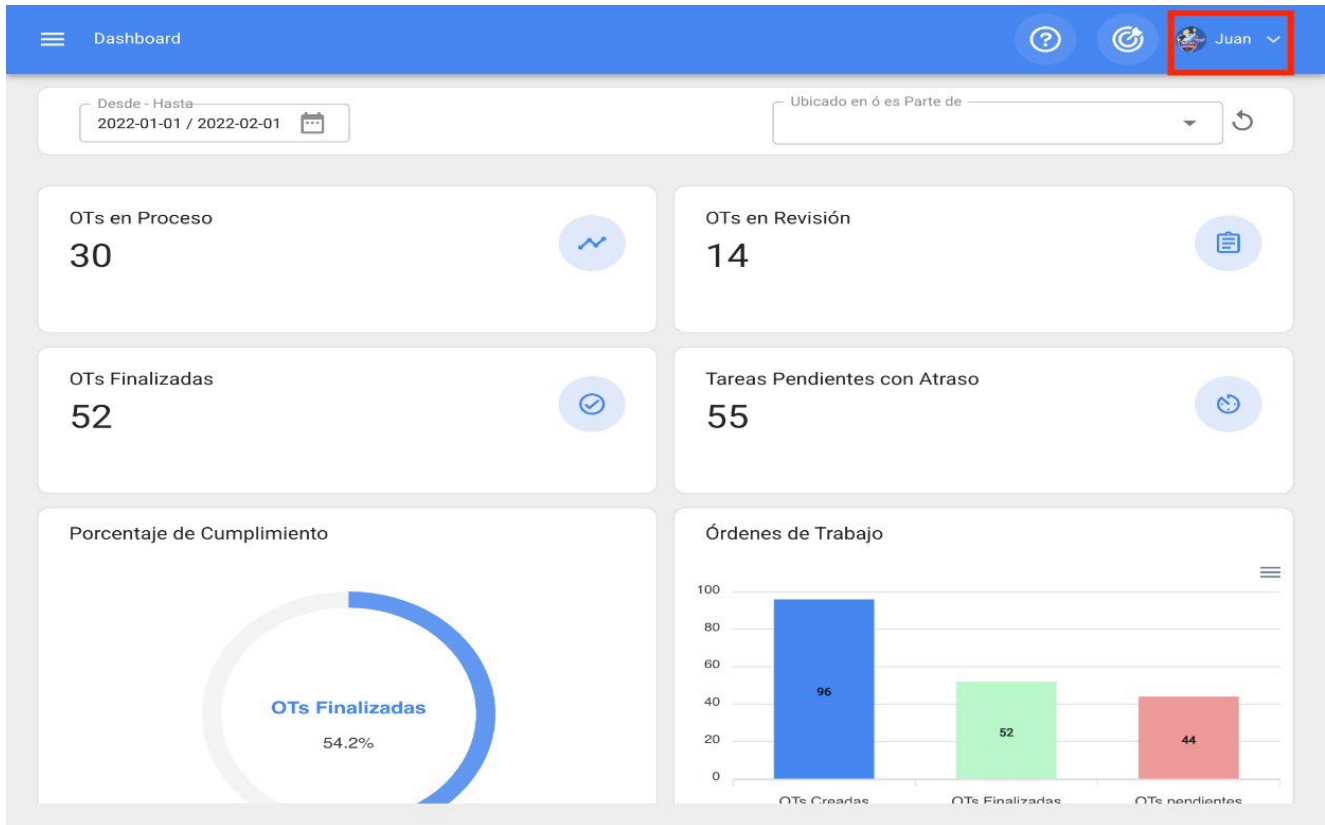 Dashboard
Juan
Desde - Hasta
2022-01-01 / 2022-02-01
Ubicado en ó es Parte de
OTs en Proceso
30
OTs en Revisión
14
OTs Finalizadas
52
Tareas Pendientes con Atraso
55
Porcentaje de Cumplimiento
OTs Finalizadas
54.2%
Órdenes de Trabajo
100
80
60
40
20
0
96
52
44
OTs Creadas
OTs Finalizadas
OTs pendientes